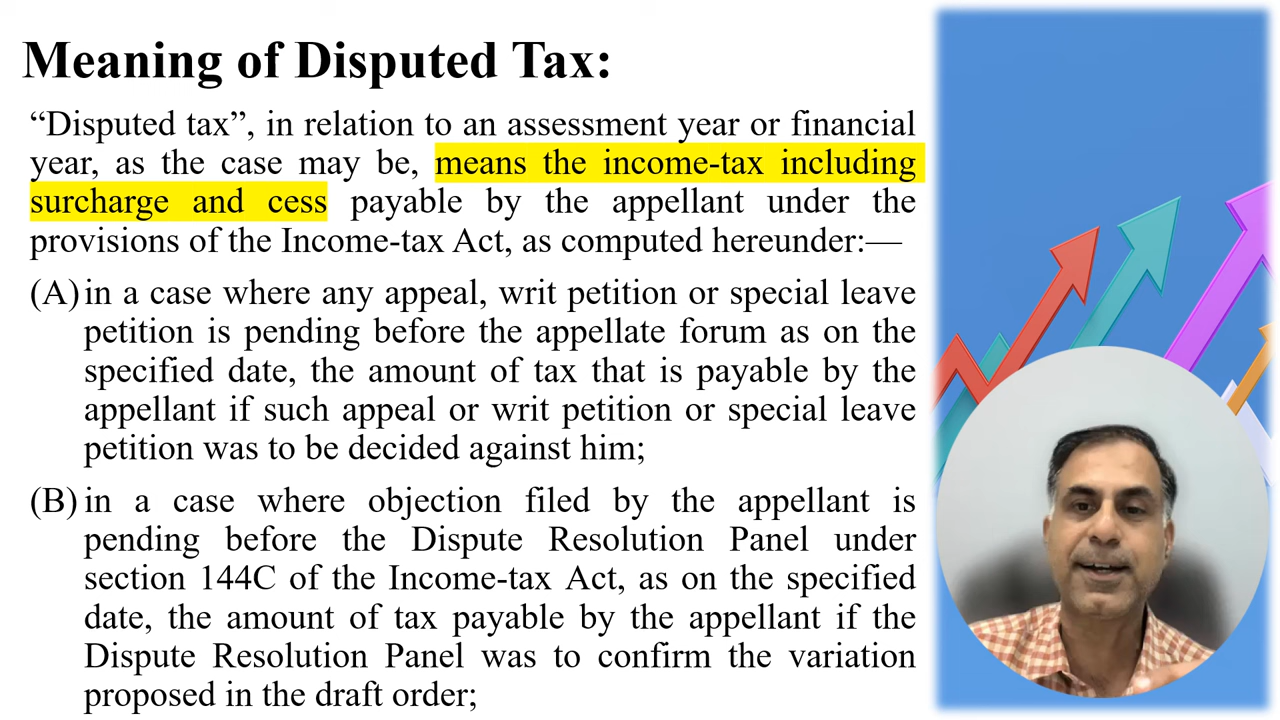 Meaning of Disputed Tax:
“Disputed tax”, in relation to an assessment year or financial
year, as the case may be, means the income-tax including
surcharge and cess payable by the appellant under the
provisions of the Income-tax Act, as computed hereunder:—
(A) in a case where any appeal, writ petition or special leave
petition is pending before the appellate forum as on the
specified date, the amount of tax that is payable by the
appellant if such appeal or writ petition or special leave
petition was to be decided against him;
(B) in a case where objection filed by the appellant is
pending before the Dispute Resolution Panel under
section 144C of the Income-tax Act, as on the specified
date, the amount of tax payable by the appellant if the
Dispute Resolution Panel was to confirm the variation
proposed in the draft order;